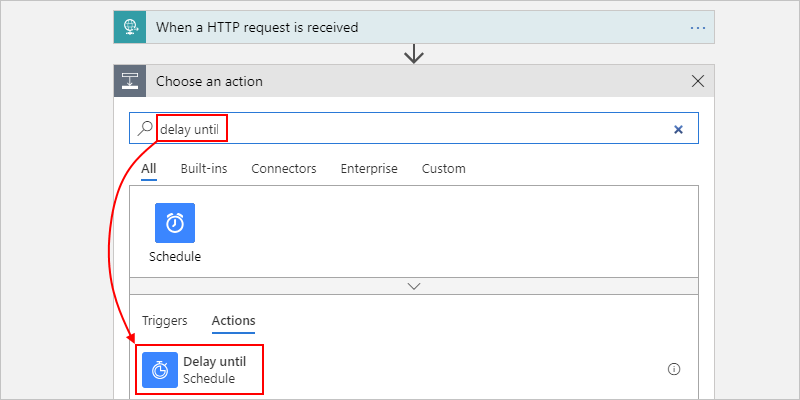 When a HTTP request is received
Choose an action
delay until
All Built-ins Connectors Enterprise Custom
Schedule
Triggers Actions
Delay until
Schedule